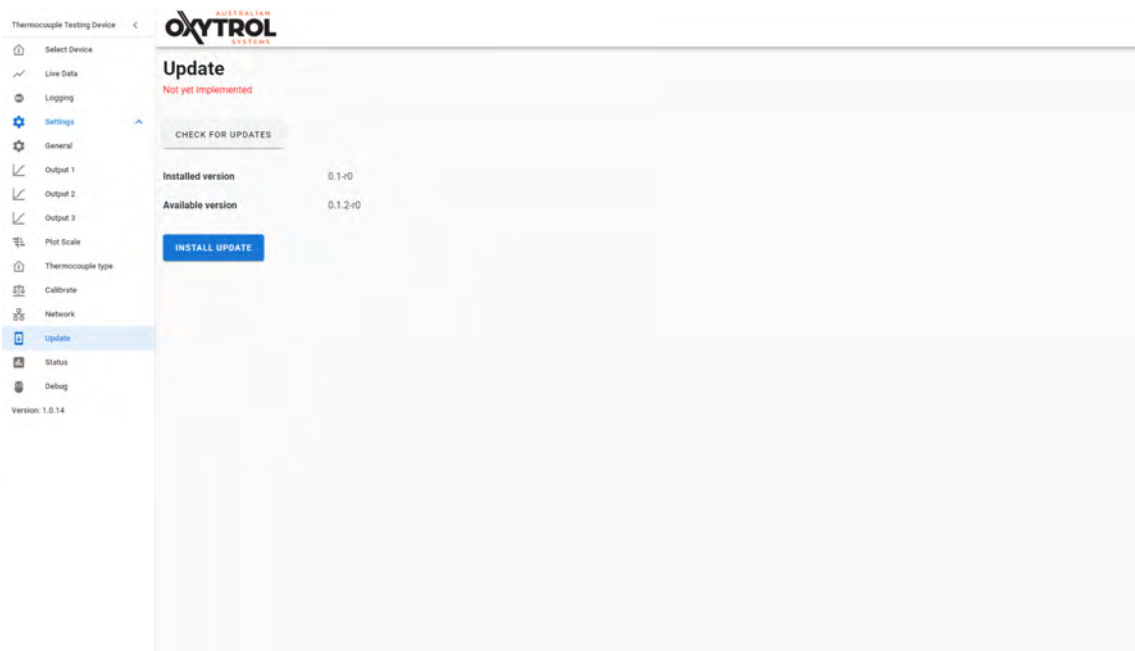 Thermocouple Testing Device
Select Device
Live Data
Logging
Settings
General
Output 1
Output 2
Output 3
Plot Scale
Thermocouple type
Calibrate
Network
Update
Status
Debug
Version: 1.0.14
AUSTRALIAN
OXYTROL
SYSTEMS
Update
Not yet implemented
CHECK FOR UPDATES
Installed version 0.1-r0
Available version 0.1.2-r0
INSTALL UPDATE